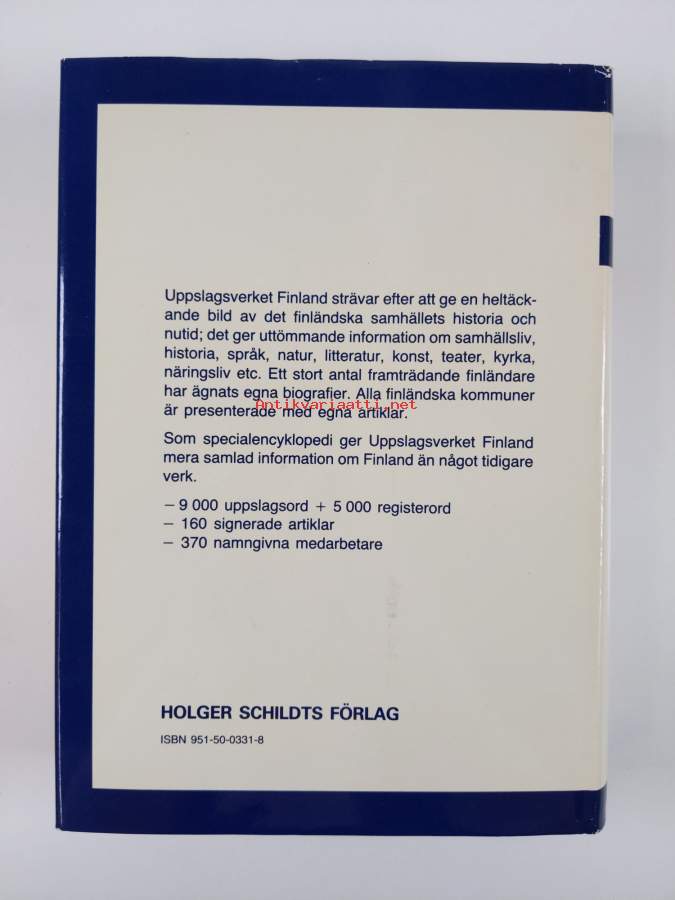 Uppslagsverket Finland strävar efter att ge en heltäck-
ande bild av det finländska samhällets historia och
nutid; det ger uttömmande information om samhällsliv,
historia, språk, natur, litteratur, konst, teater, kyrka,
näringsliv etc. Ett stort antal framträdande finländare
har ägnats egna biografier. Alla finländska kommuner
Antikvariaatti.net
är presenterade med egna artiklar.
Som specialencyklopedi ger Uppslagsverket Finland
mera samlad information om Finland än något tidigare
verk.
– 9 000 uppslagsord + 5 000 registerord
– 160 signerade artiklar
– 370 namngivna medarbetare
HOLGER SCHILDTS FÖRLAG
ISBN 951-50-0331-8